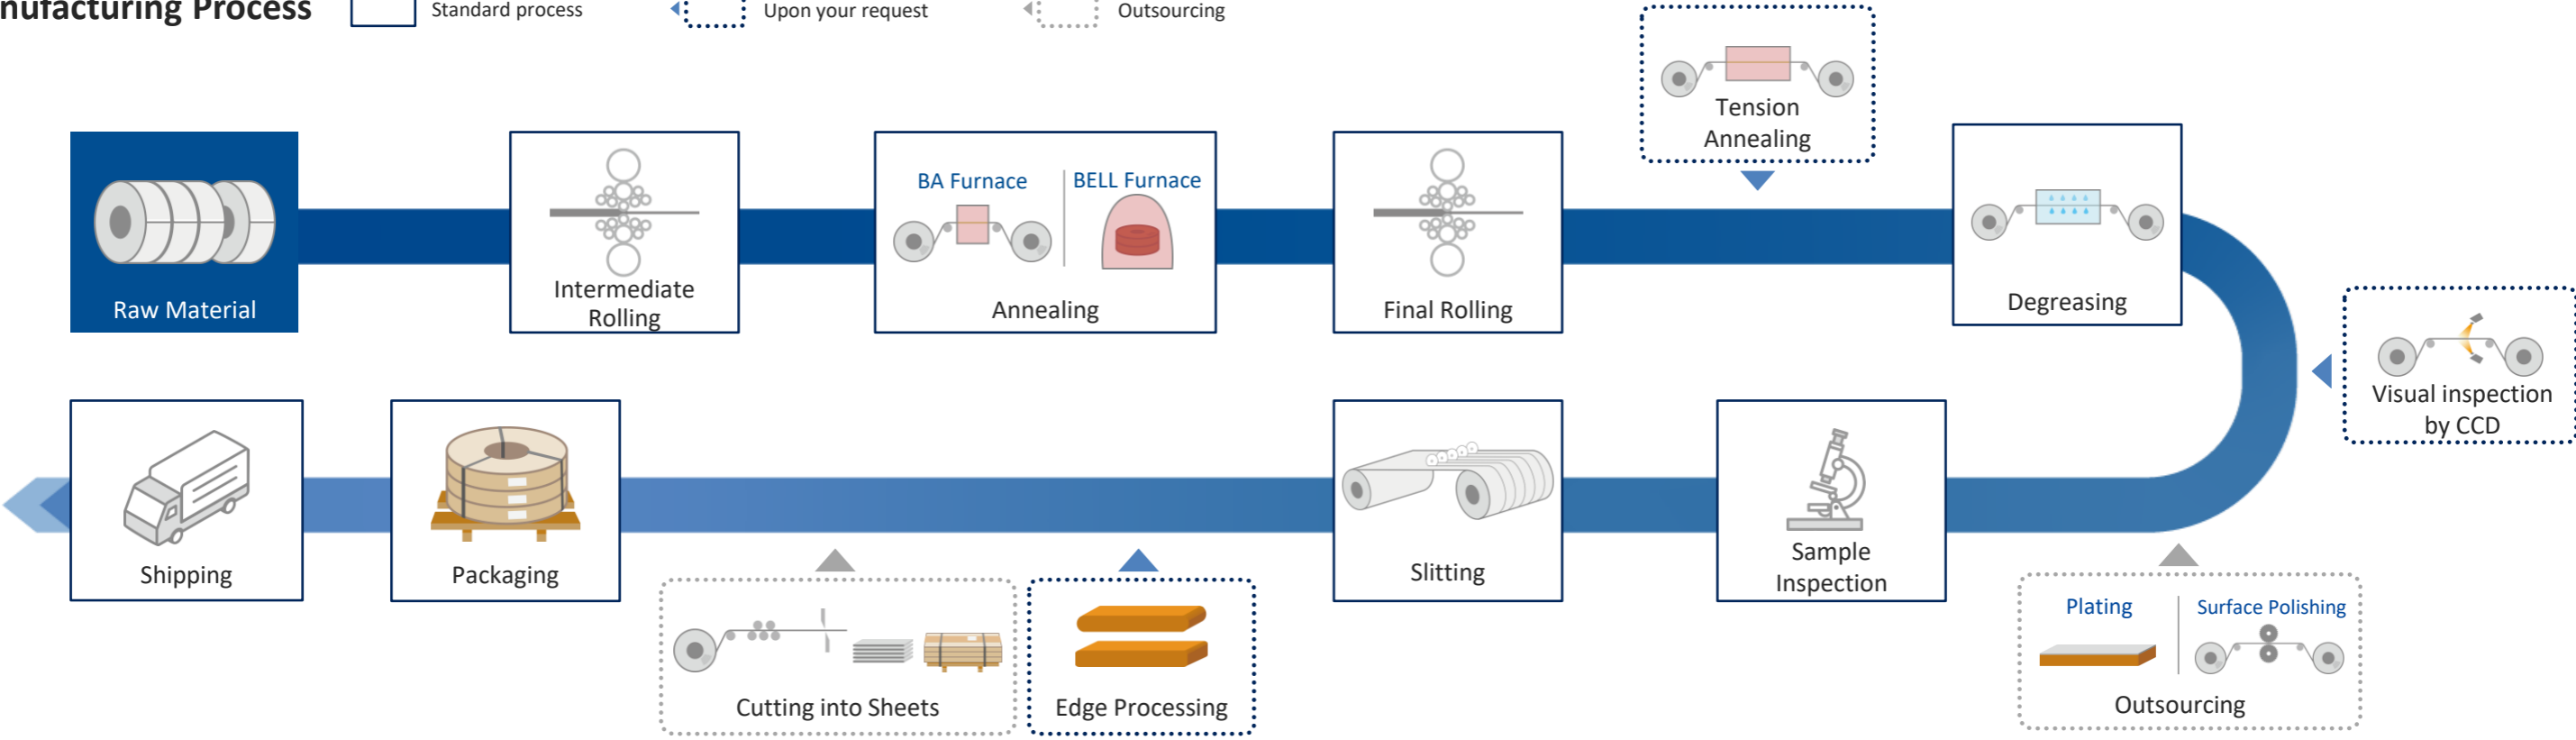 nufacturing Process
Standard process
Upon your request
Outsourcing
Tension
Annealing
Raw Material
Intermediate
Rolling
BA Furnace
BELL Furnace
Annealing
Final Rolling
Degreasing
Visual inspection
by CCD
Shipping
Packaging
Slitting
Sample
Inspection
Cutting into Sheets
Edge Processing
Plating
Surface Polishing
Outsourcing